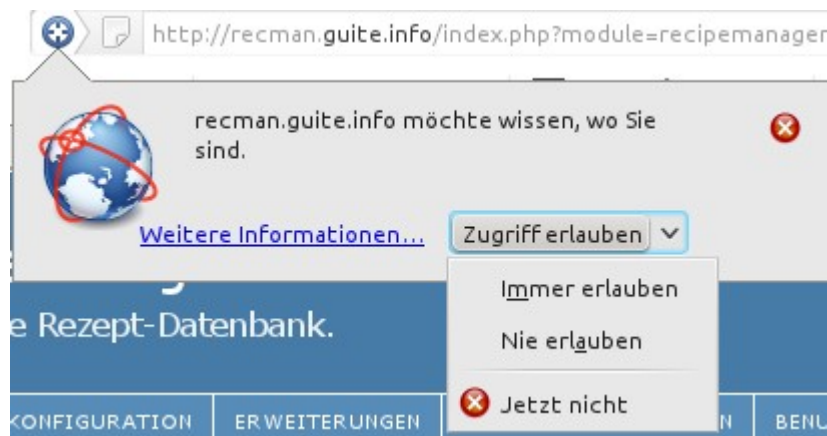 http://recman.guite.info/index.php?module=recipemanager
recman.guite.info möchte wissen, wo Sie
sind.
Weitere Informationen...
Zugriff erlauben
Immer erlauben
Nie erlauben
Jetzt nicht
e Rezept-Datenbank.
KONFIGURATION
ERWEITERUNGEN
N
BENU